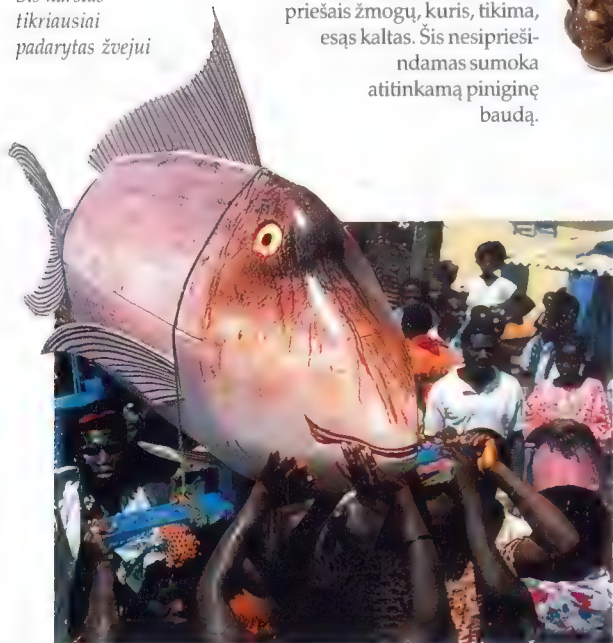 tikriausiai
padarytas žvejui
priešais žmogų, kuris, tikima,
esąs kaltas. Šis nesiprieši-
ndamas sumoka
atitinkamą piniginę
baudą.